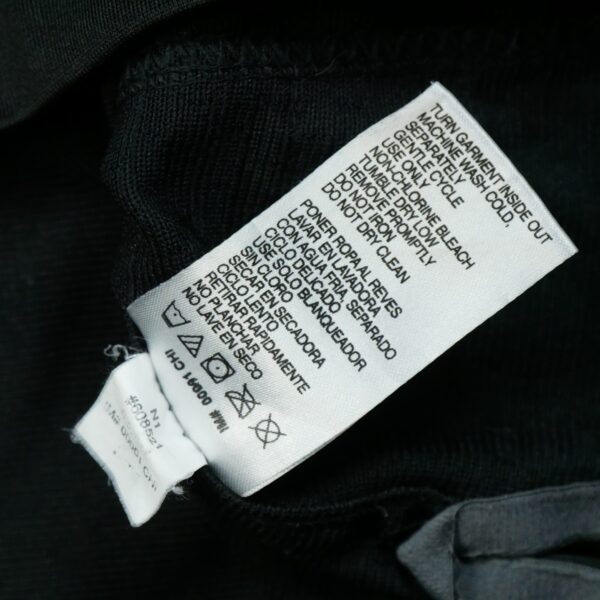 TURN GARMENT INSIDE OUT
MACHINE WASH COLD,
SEPARATELY
GENTLE CYCLE
USE ONLY
NON-CHLORINE BLEACH
TUMBLE DRY LOW
REMOVE PROMPTLY
DO NOT IRON
DO NOT DRY CLEAN
PONER ROPA AL REVES
LAVAR EN LAVADORA
CON AGUA FRIA, SEPARADO
CICLO DELICADO
USE SOLO BLANQUEADOR
SIN CLORO
SECAR EN SECADORA
CICLO LENTO
RETIRAR RAPIDAMENTE
NO PLANCHAR
NO LAVE EN SECO
CHI
N1
#608521